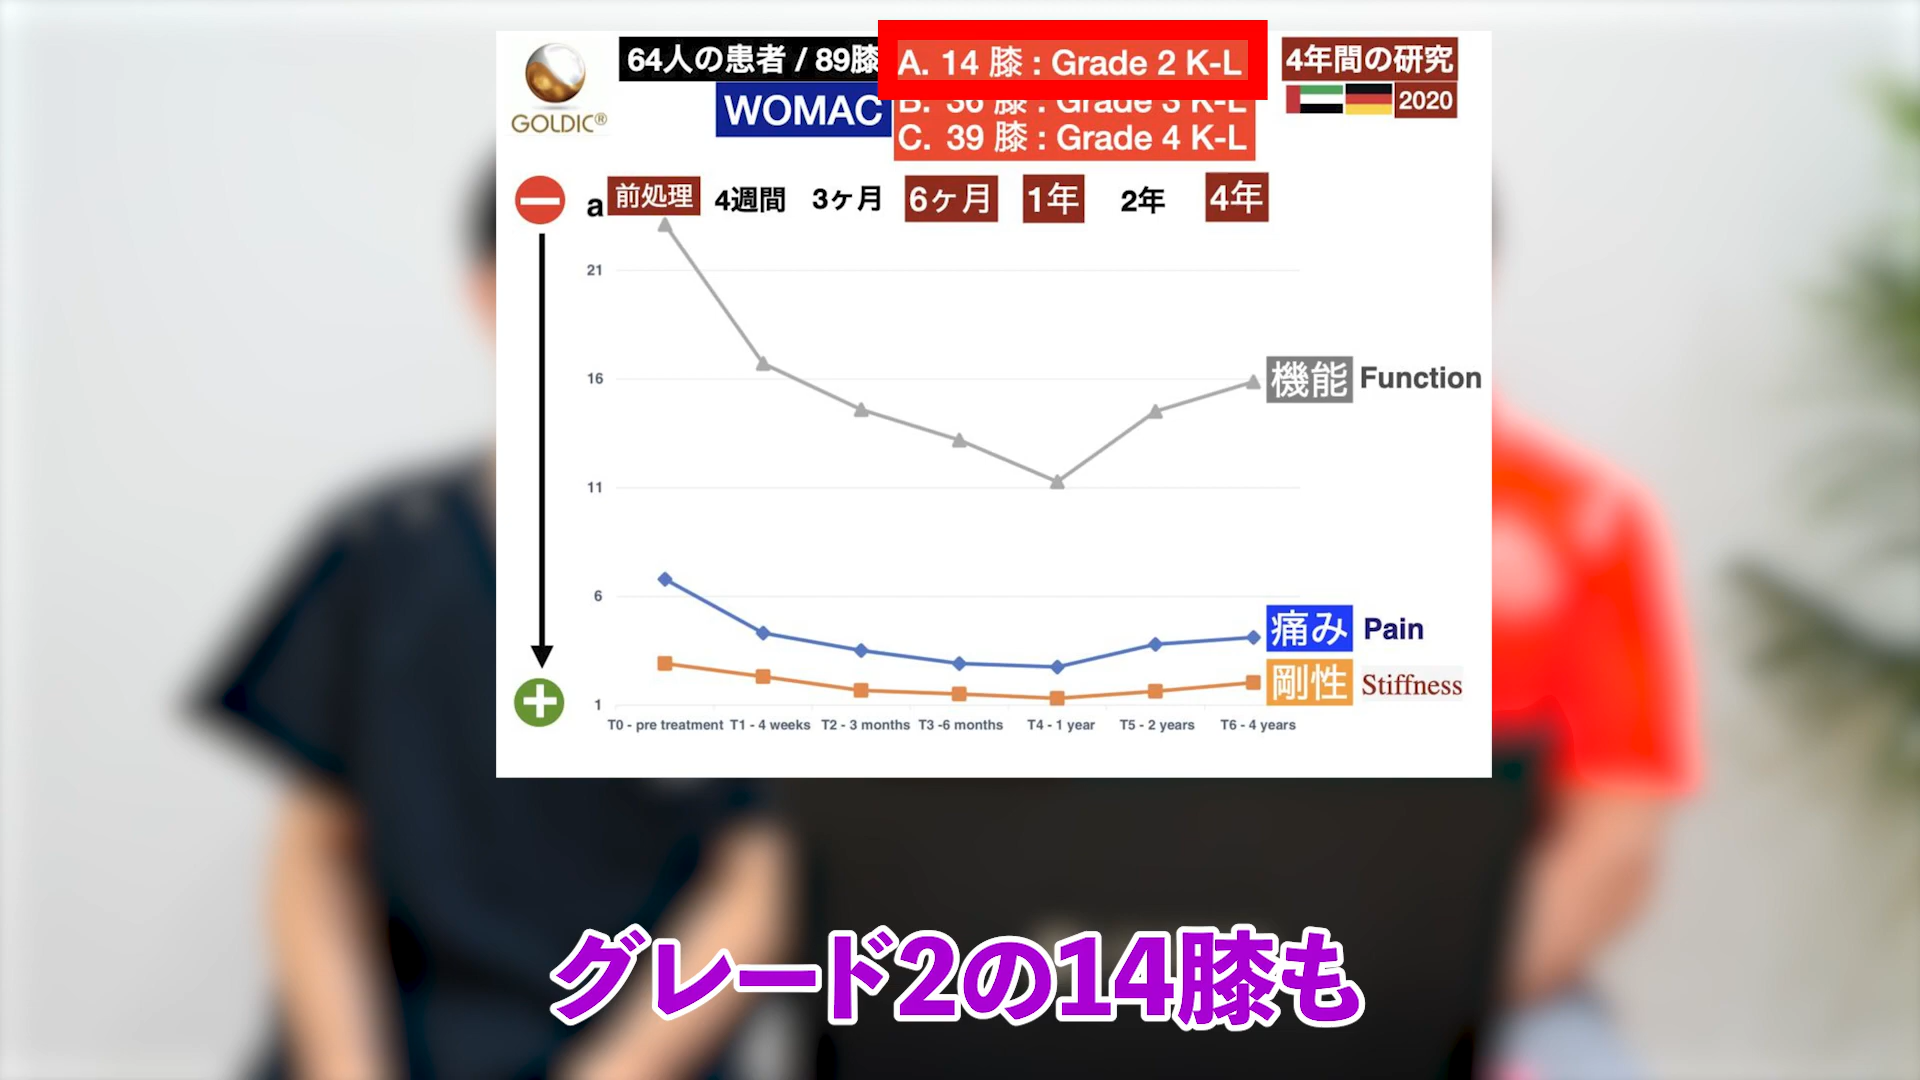 GOLDIC®
64人の患者 / 89膝
WOMAC
A. 14 膝 : Grade 2 K-L
B. 36 膝 : Grade 3 K-L
C. 39 膝 : Grade 4 K-L
4年間の研究
2020
a 前処理 4週間 3ヶ月 6ヶ月 1年 2年 4年
21
16
11
6
1
機能 Function
痛み Pain
剛性 Stiffness
T0 - pre treatment T1 - 4 weeks T2 - 3 months T3 -6 months T4 - 1 year T5 - 2 years T6 - 4 years
グレード2の14膝も